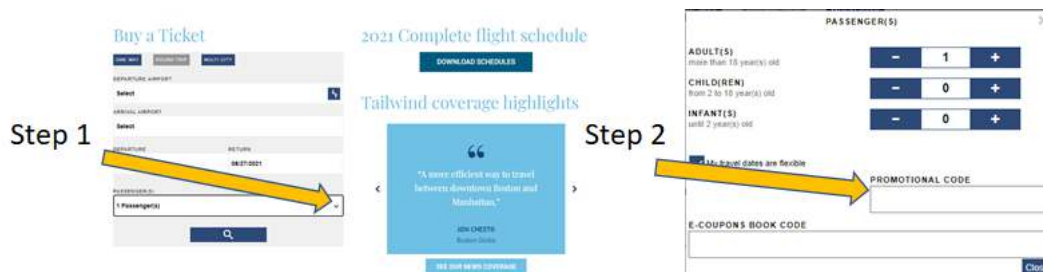 Step 1
Buy a Ticket
ONE WAY
ROUND TRIP
MULTI CITY
DEPARTURE AIRPORT
Select
ARRIVAL AIRPORT
Select
DEPARTURE
RETURN
08/27/2021
PASSENGER(S)
1 Passenger(s)
2021 Complete flight schedule
DOWNLOAD SCHEDULES
Tailwind coverage highlights
“A more efficient way to travel
between downtown Boston and
Manhattan.”
Boston Globe
SEE OUR NEWS COVERAGE
Step 2
PASSENGER(S)
ADULT(S)
more than 18 year(s) old
1
CHILD(REN)
from 2 to 18 year(s) old
0
INFANT(S)
until 2 year(s) old
0
My travel dates are flexible
PROMOTIONAL CODE
E-COUPONS BOOK CODE